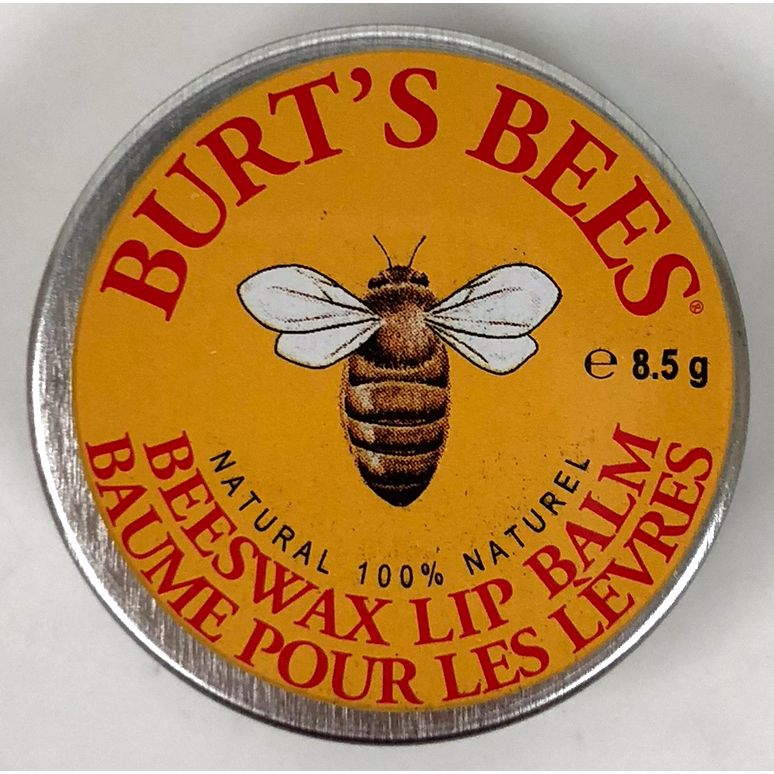 BURT'S BEES®
℮ 8.5 g
NATURAL 100% NATUREL
BEESWAX LIP BALM
BAUME POUR LES LÈVRES